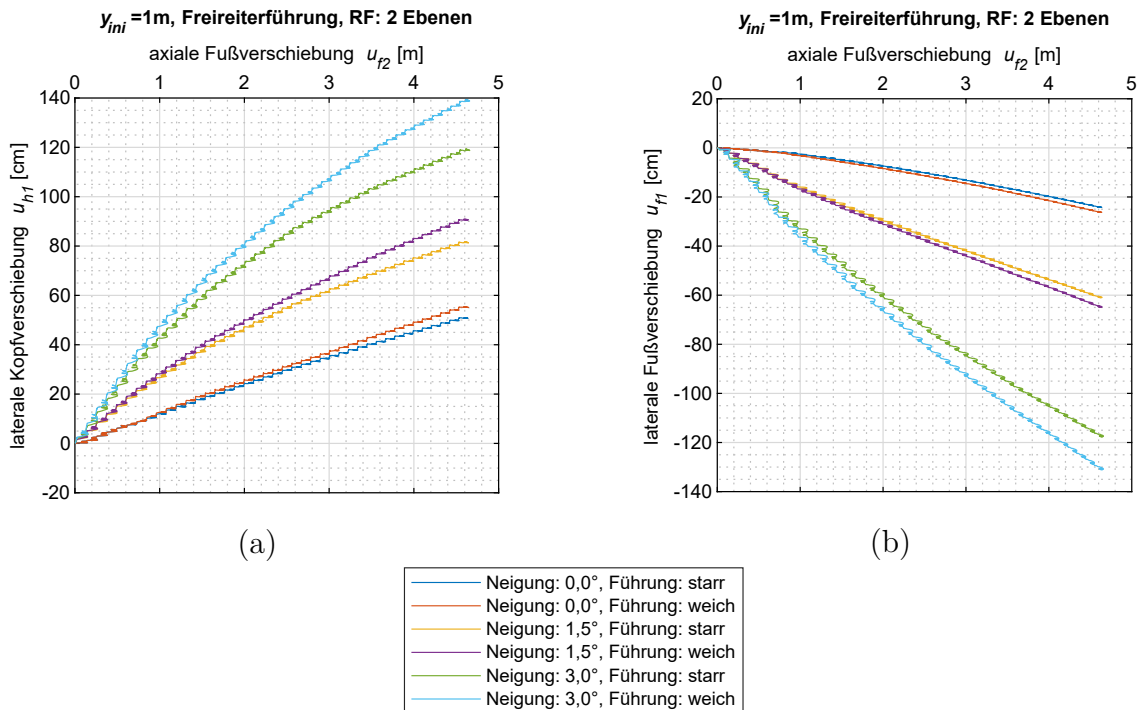 y_ini =1m, Freireiterführung, RF: 2 Ebenen
axiale Fußverschiebung u_f2 [m]
0 1 2 3 4 5
140
120
100
80
60
40
20
0
-20
laterale Kopfverschiebung u_h1 [cm]
(a)
y_ini =1m, Freireiterführung, RF: 2 Ebenen
axiale Fußverschiebung u_f2 [m]
0 1 2 3 4 5
20
0
-20
-40
-60
-80
-100
-120
-140
laterale Fußverschiebung u_f1 [cm]
(b)
Neigung: 0,0°, Führung: starr
Neigung: 0,0°, Führung: weich
Neigung: 1,5°, Führung: starr
Neigung: 1,5°, Führung: weich
Neigung: 3,0°, Führung: starr
Neigung: 3,0°, Führung: weich